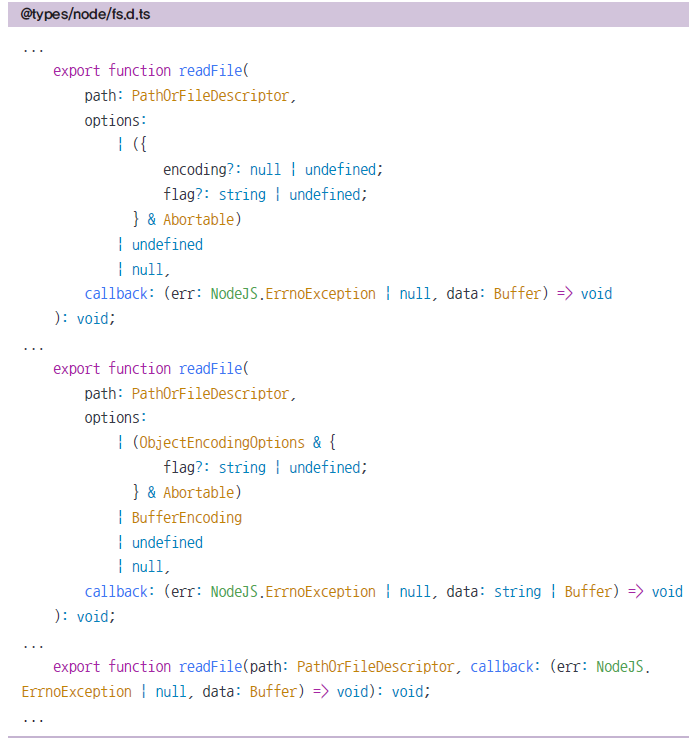 @types/node/fs.d.ts
...
    export function readFile(
        path: PathOrFileDescriptor,
        options:
            | ({
                  encoding?: null | undefined;
                  flag?: string | undefined;
              } & Abortable)
            | undefined
            | null,
        callback: (err: NodeJS.ErrnoException | null, data: Buffer) => void
    ): void;
...
    export function readFile(
        path: PathOrFileDescriptor,
        options:
            | (ObjectEncodingOptions & {
                  flag?: string | undefined;
              } & Abortable)
            | BufferEncoding
            | undefined
            | null,
        callback: (err: NodeJS.ErrnoException | null, data: string | Buffer) => void
    ): void;
...
    export function readFile(path: PathOrFileDescriptor, callback: (err: NodeJS.
ErrnoException | null, data: Buffer) => void): void;
...